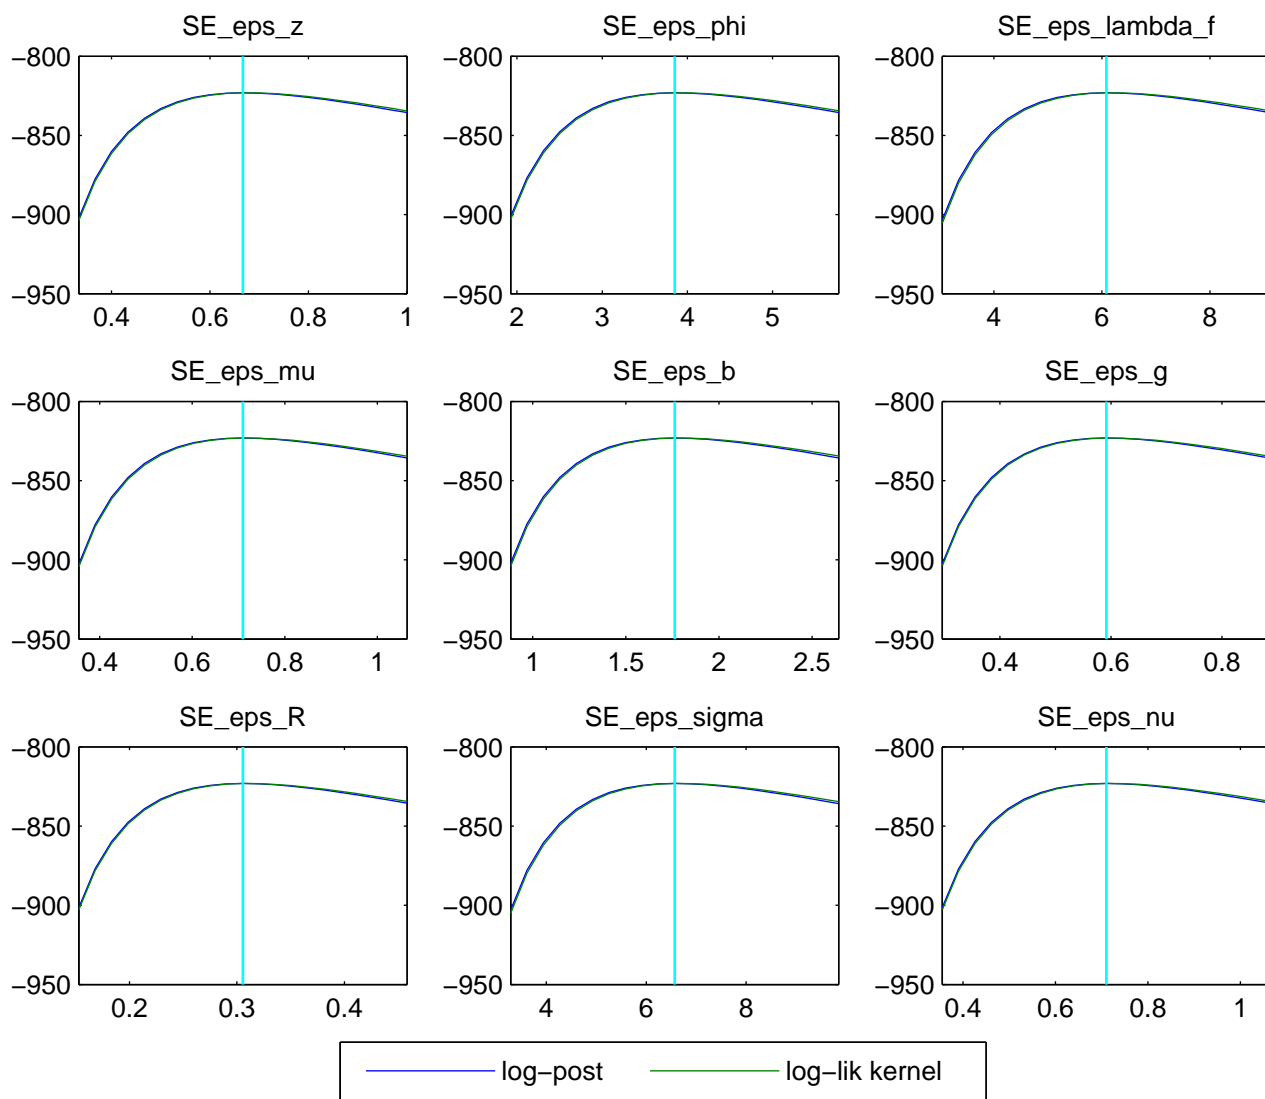 SE_eps_z SE_eps_phi SE_eps_lambda_f
−800 −800 −800
−850 −850 −850
−900 −900 −900
−950 −950 −950
0.4 0.6 0.8 1 2 3 4 5 4 6 8
SE_eps_mu SE_eps_b SE_eps_g
−800 −800 −800
−850 −850 −850
−900 −900 −900
−950 −950 −950
0.4 0.6 0.8 1 1 1.5 2 2.5 0.4 0.6 0.8
SE_eps_R SE_eps_sigma SE_eps_nu
−800 −800 −800
−850 −850 −850
−900 −900 −900
−950 −950 −950
0.2 0.3 0.4 4 6 8 0.4 0.6 0.8 1
log−post log−lik kernel